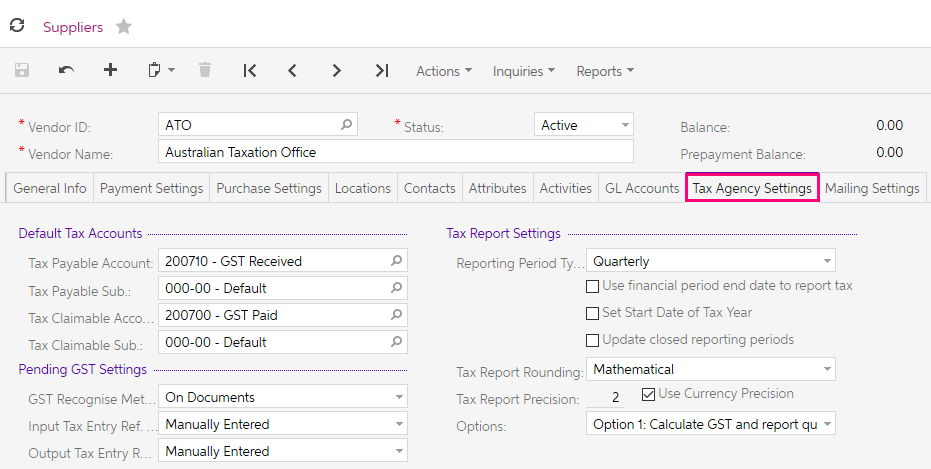 Suppliers
Actions Inquiries Reports
* Vendor ID: ATO * Status: Active Balance: 0.00
* Vendor Name: Australian Taxation Office Prepayment Balance: 0.00
General Info Payment Settings Purchase Settings Locations Contacts Attributes Activities GL Accounts Tax Agency Settings Mailing Settings
Default Tax Accounts
Tax Payable Account: 200710 - GST Received
Tax Payable Sub.: 000-00 - Default
Tax Claimable Acco... 200700 - GST Paid
Tax Claimable Sub.: 000-00 - Default
Pending GST Settings
GST Recognise Met... On Documents
Input Tax Entry Ref. ... Manually Entered
Output Tax Entry R... Manually Entered
Tax Report Settings
Reporting Period Ty... Quarterly
Use financial period end date to report tax
Set Start Date of Tax Year
Update closed reporting periods
Tax Report Rounding: Mathematical
Tax Report Precision: 2 Use Currency Precision
Options: Option 1: Calculate GST and report qu